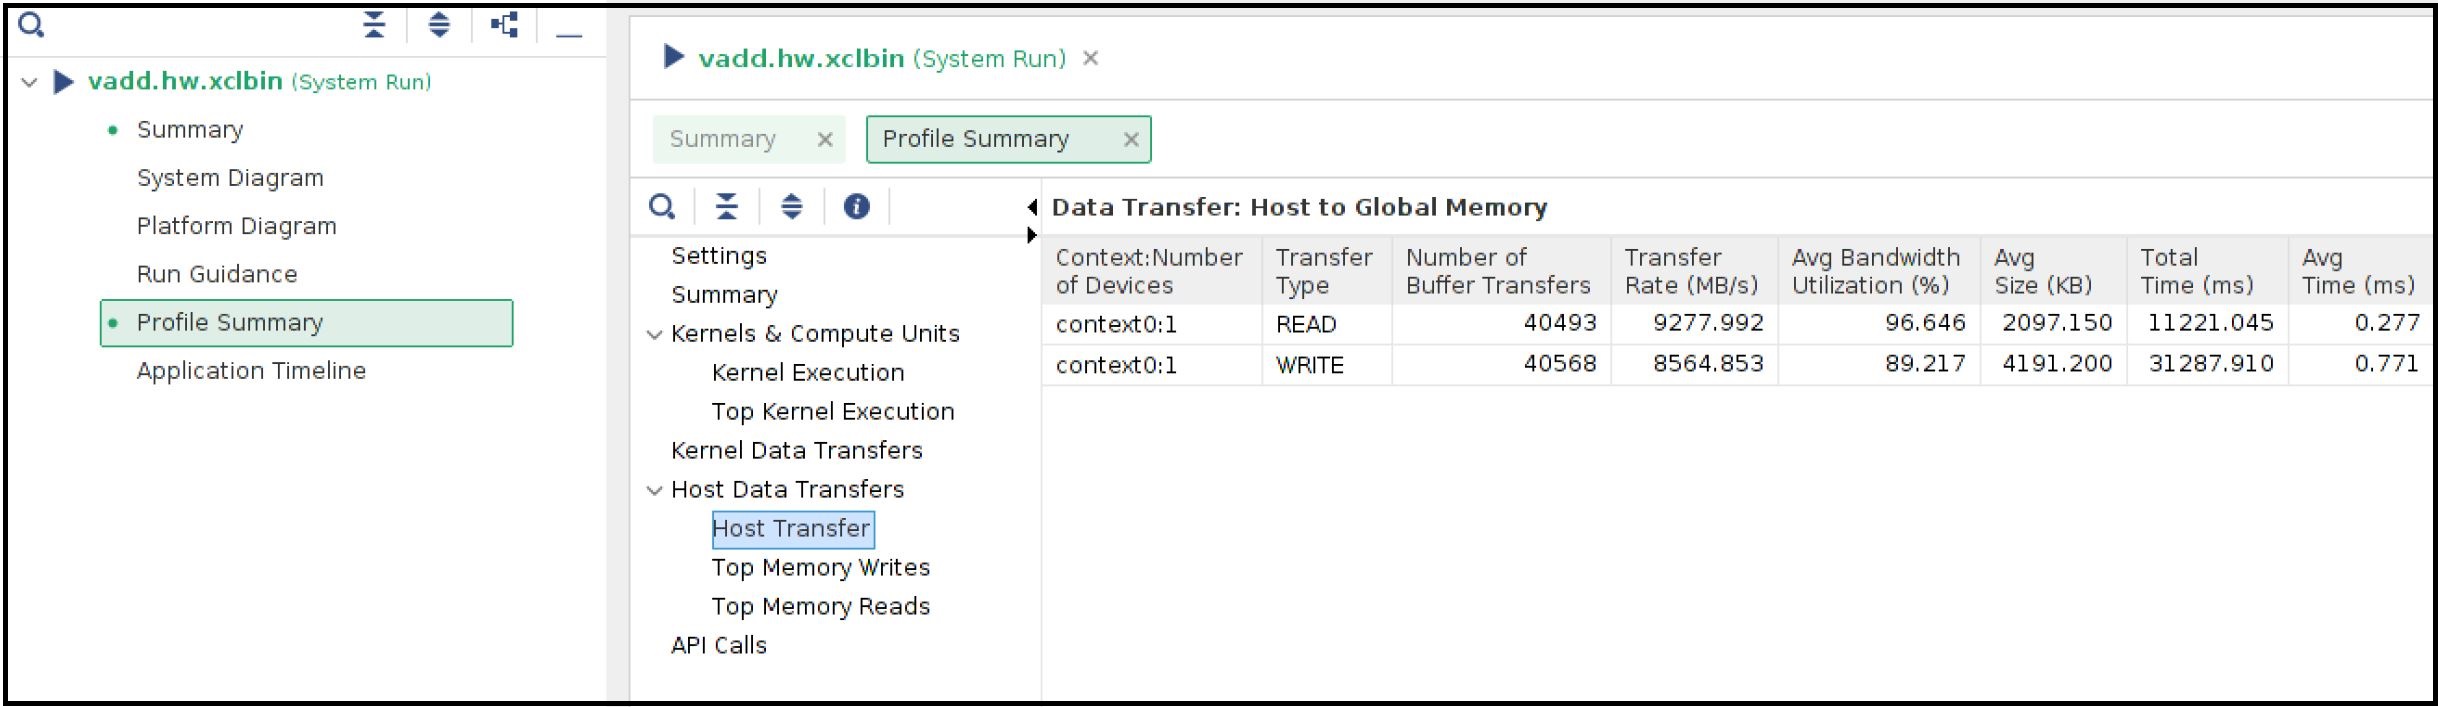 vadd.hw.xclbin (System Run)
Summary
System Diagram
Platform Diagram
Run Guidance
Profile Summary
Application Timeline
vadd.hw.xclbin (System Run)
Summary Profile Summary
Settings
Summary
Kernels & Compute Units
Kernel Execution
Top Kernel Execution
Kernel Data Transfers
Host Data Transfers
Host Transfer
Top Memory Writes
Top Memory Reads
API Calls
Data Transfer: Host to Global Memory
Context:Number Transfer Number of Transfer Avg Bandwidth Avg Total Avg
of Devices Type Buffer Transfers Rate (MB/s) Utilization (%) Size (KB) Time (ms) Time (ms)
context0:1 READ 40493 9277.992 96.646 2097.150 11221.045 0.277
context0:1 WRITE 40568 8564.853 89.217 4191.200 31287.910 0.771